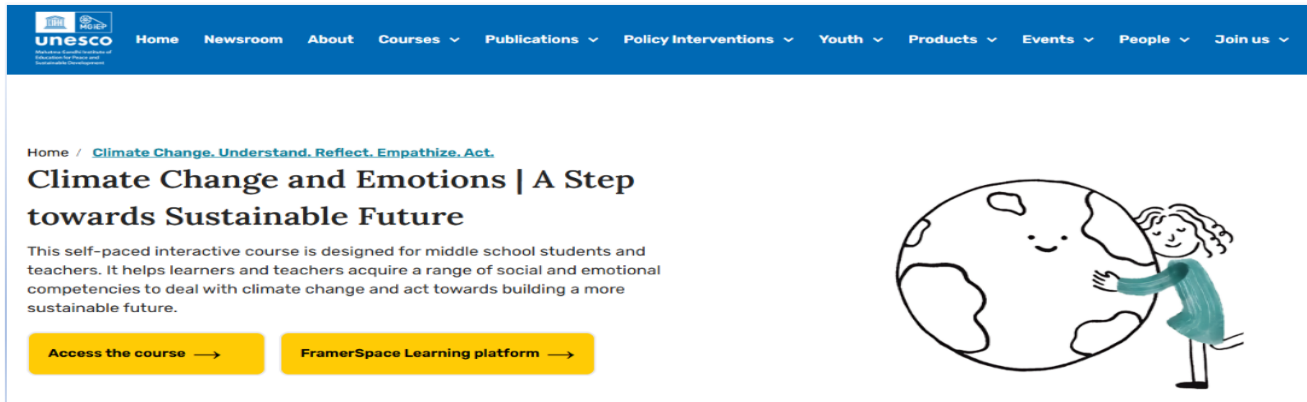 MGIEP
unesco
Mahatma Gandhi Institute of
Education for Peace and
Sustainable Development
Home Newsroom About Courses Publications Policy Interventions Youth Products Events People Join us
Home / Climate Change. Understand. Reflect. Empathize. Act.
Climate Change and Emotions | A Step
towards Sustainable Future
This self-paced interactive course is designed for middle school students and
teachers. It helps learners and teachers acquire a range of social and emotional
competencies to deal with climate change and act towards building a more
sustainable future.
Access the course → FramerSpace Learning platform →